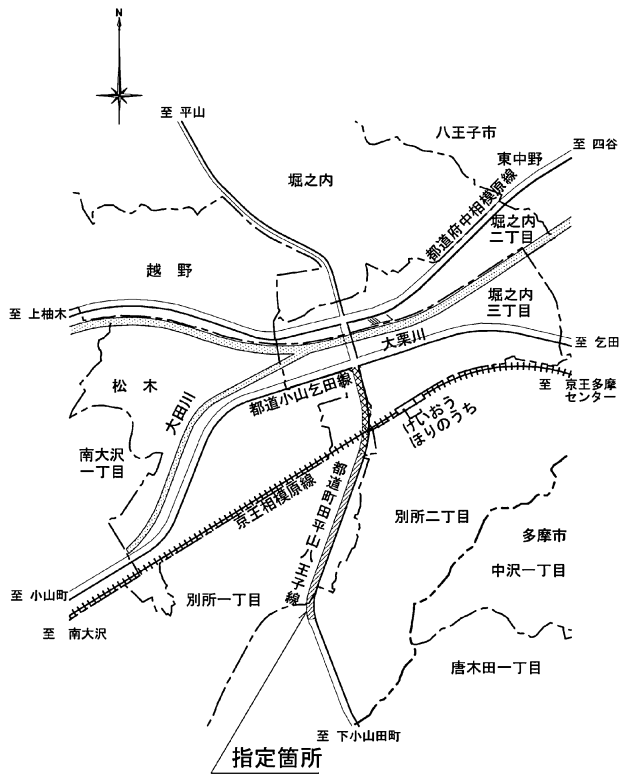 N
至 平山
八王子市
至 四谷
東中野
堀之内
都道府中相模原線
堀之内
二丁目
越野
堀之内
三丁目
至 上柚木
大栗川
至 乞田
松木
大田川
都道小山乞田線
至 京王多摩
センター
けいおう
ほりのうち
南大沢
一丁目
京王相模原線
都道町田平山八王子線
別所二丁目
多摩市
中沢一丁目
至 小山町
別所一丁目
至 南大沢
唐木田一丁目
至 下小山田町
指定箇所